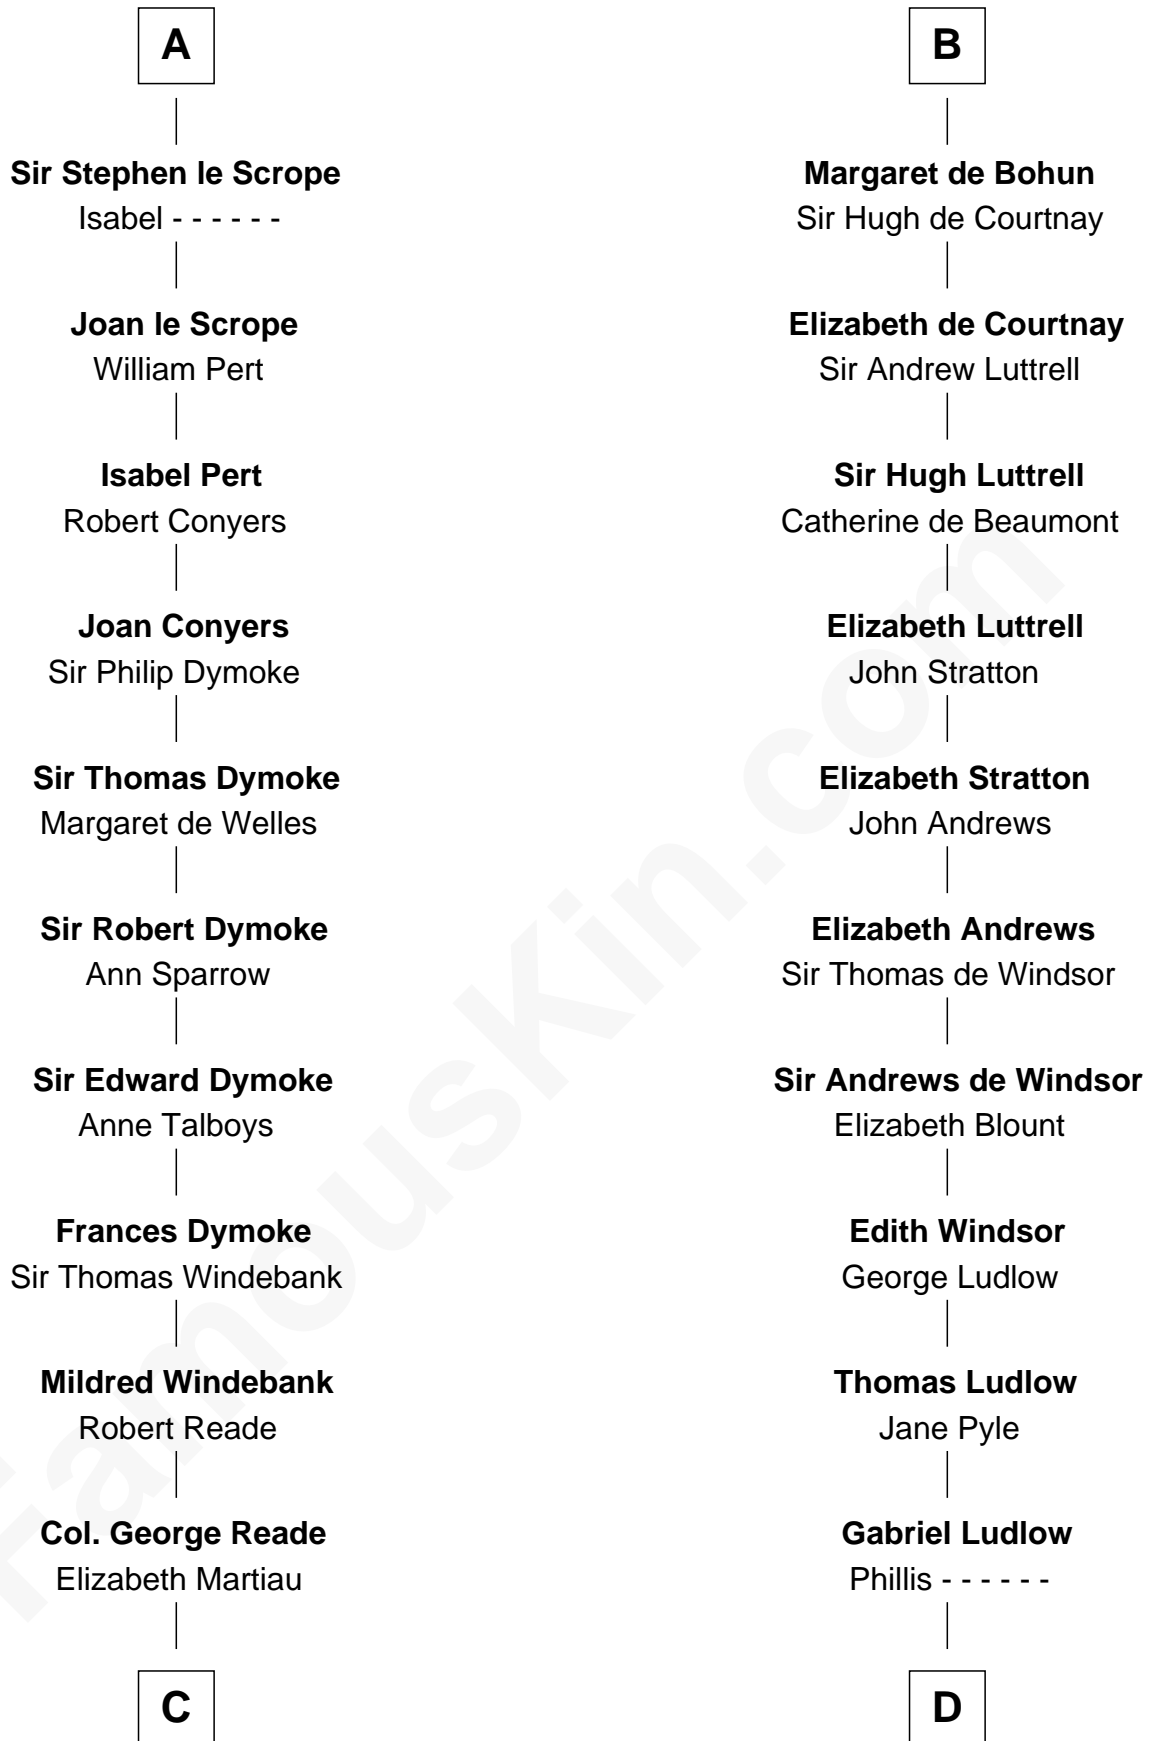 A
Sir Stephen le Scrope
Isabel - - - - - -
Joan le Scrope
William Pert
Isabel Pert
Robert Conyers
Joan Conyers
Sir Philip Dymoke
Sir Thomas Dymoke
Margaret de Welles
Sir Robert Dymoke
Ann Sparrow
Sir Edward Dymoke
Anne Talboys
Frances Dymoke
Sir Thomas Windebank
Mildred Windebank
Robert Reade
Col. George Reade
Elizabeth Martiau
C
B
Margaret de Bohun
Sir Hugh de Courtnay
Elizabeth de Courtnay
Sir Andrew Luttrell
Sir Hugh Luttrell
Catherine de Beaumont
Elizabeth Luttrell
John Stratton
Elizabeth Stratton
John Andrews
Elizabeth Andrews
Sir Thomas de Windsor
Sir Andrews de Windsor
Elizabeth Blount
Edith Windsor
George Ludlow
Thomas Ludlow
Jane Pyle
Gabriel Ludlow
Phillis - - - - - -
D
FamousKin.com